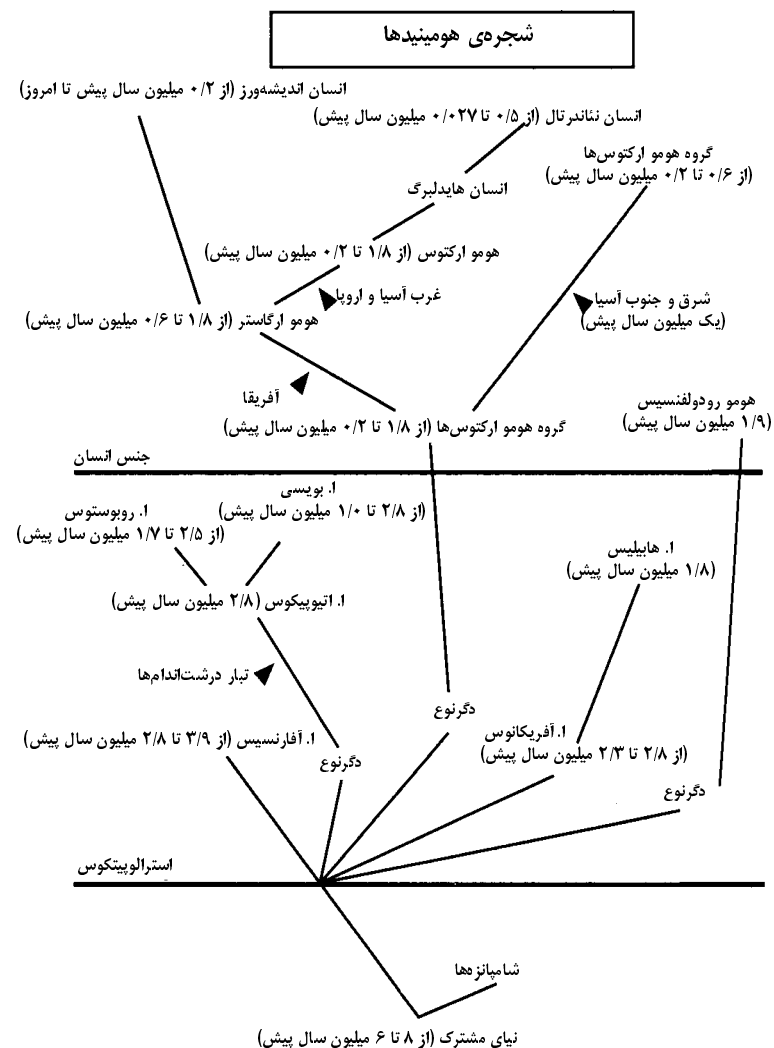 شجره‌ی هومینیدها
انسان اندیشه‌ورز (از ۰/۲ میلیون سال پیش تا امروز)
انسان نئاندرتال (از ۰/۵ تا ۰/۰۲۷ میلیون سال پیش)
گروه هومو ارکتوس‌ها
(از ۰/۶ تا ۰/۲ میلیون سال پیش)
انسان هایدلبرگ
هومو ارکتوس (از ۱/۸ تا ۰/۲ میلیون سال پیش)
غرب آسیا و اروپا
شرق و جنوب آسیا
(یک میلیون سال پیش)
هومو ارگاستر (از ۱/۸ تا ۰/۶ میلیون سال پیش)
آفریقا
هومو رودولفنسیس
(۱/۹ میلیون سال پیش)
گروه هومو ارکتوس‌ها (از ۱/۸ تا ۰/۲ میلیون سال پیش)
جنس انسان
ا. بویسی
(از ۲/۸ تا ۱/۰ میلیون سال پیش)
ا. روبوستوس
(از ۲/۵ تا ۱/۷ میلیون سال پیش)
ا. هابیلیس
(۱/۸ میلیون سال پیش)
ا. اتیوپیکوس (۲/۸ میلیون سال پیش)
تبار درشت‌اندام‌ها
دگرنوع
ا. آفریکانوس
(از ۲/۸ تا ۲/۳ میلیون سال پیش)
ا. آفارنسیس (از ۳/۹ تا ۲/۸ میلیون سال پیش)
دگرنوع
دگرنوع
استرالوپیتکوس
شامپانزه‌ها
نیای مشترک (از ۸ تا ۶ میلیون سال پیش)